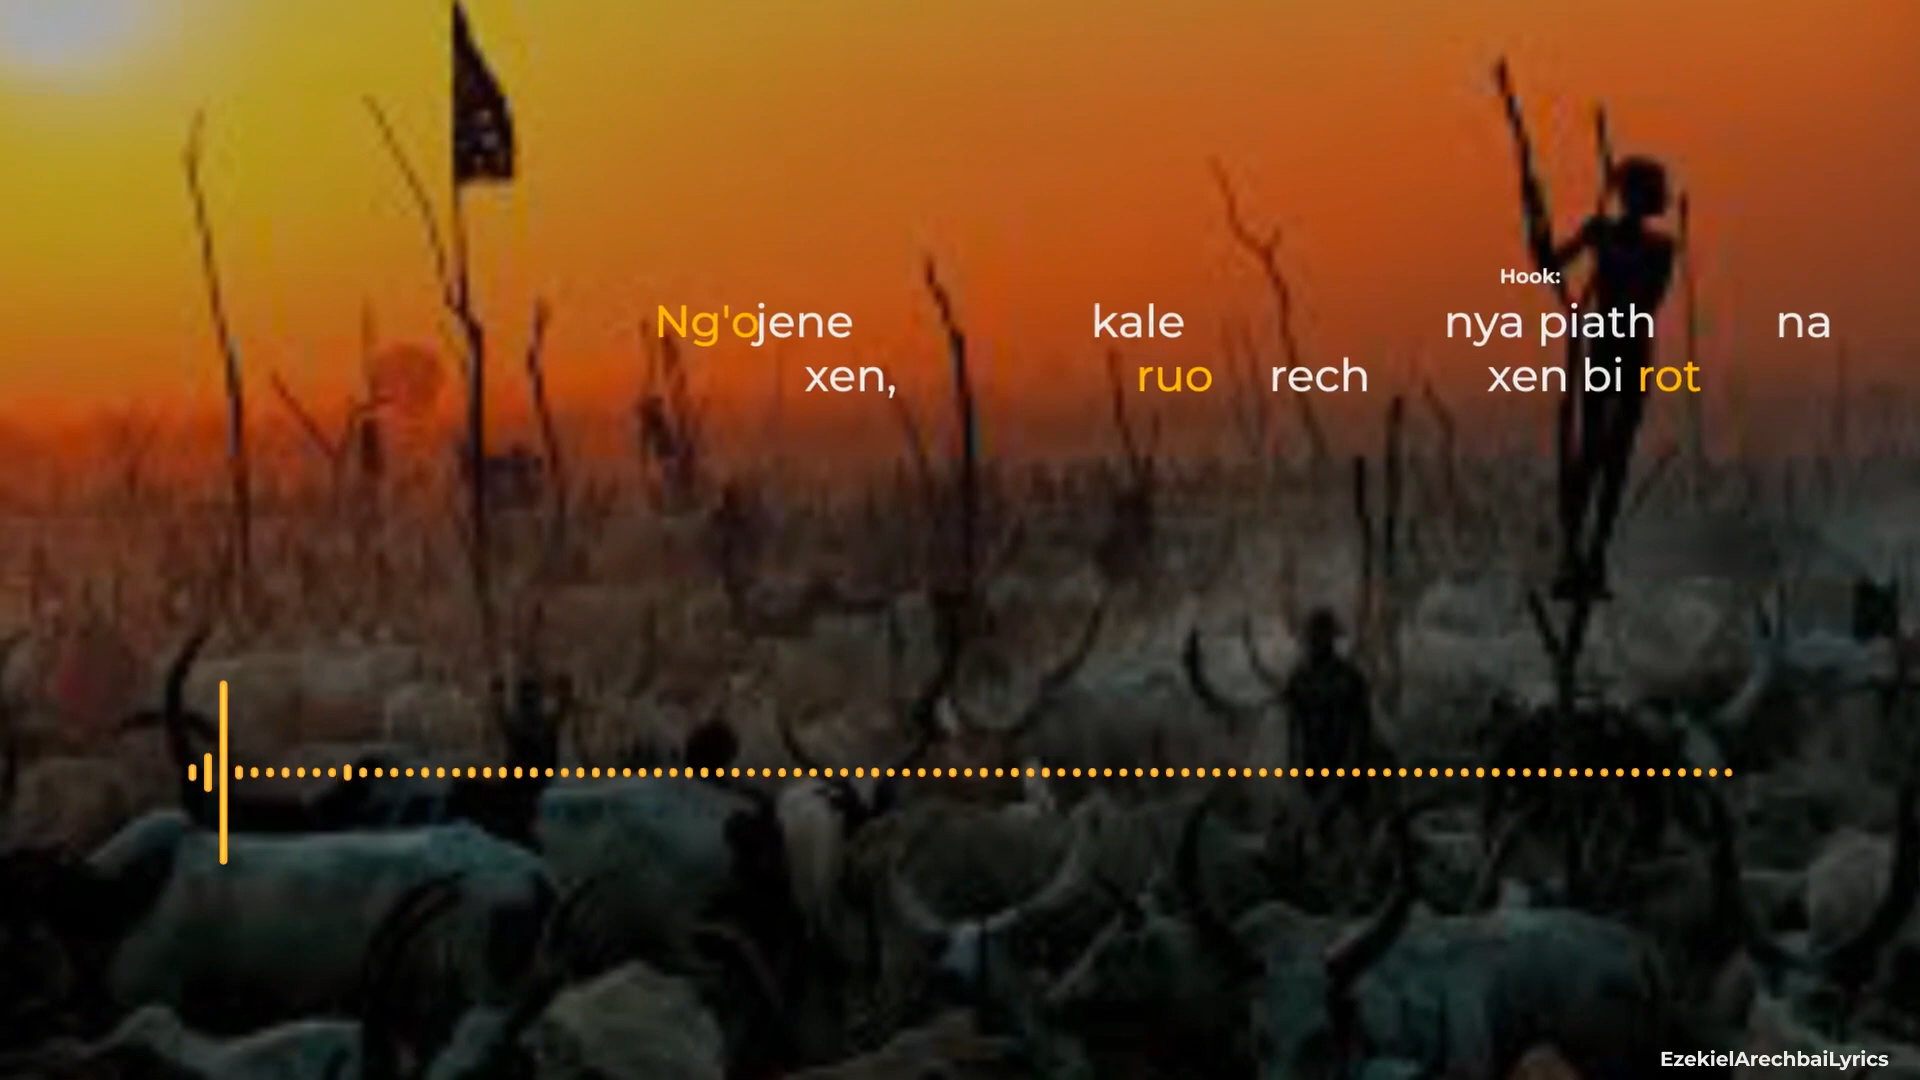 Hook:
Ng'ojene kale nya piath na
xen, ruo rech xen bi rot
EzekielArechbaiLyrics